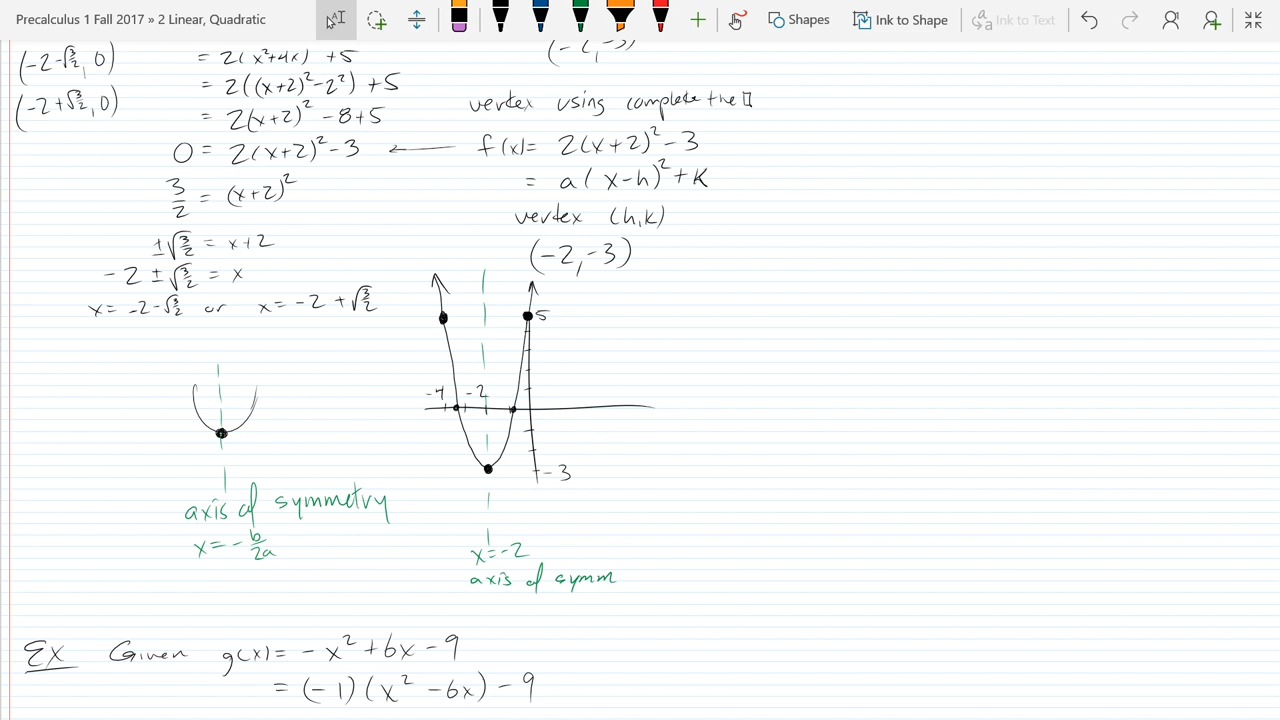 Precalculus 1 Fall 2017 » 2 Linear, Quadratic
Shapes
Ink to Shape
Ink to Text
(-2-√3/2, 0)
(-2+√3/2, 0)
= 2(x²+4x) +5
= 2((x+2)²-2²) +5
= 2(x+2)² -8+5
0 = 2(x+2)²-3
3/2 = (x+2)²
±√3/2 = x+2
-2 ±√3/2 = x
x= -2-√3/2 or x= -2 +√3/2
(-2,-3)
vertex using complete the □
f(x)= 2(x+2)²-3
= a(x-h)²+k
vertex (h,k)
(-2,-3)
5
-4
-2
-3
axis of symmetry
x= -b/2a
x=-2
axis of symm
Ex Given g(x)= -x²+6x-9
= (-1)(x² -6x) -9